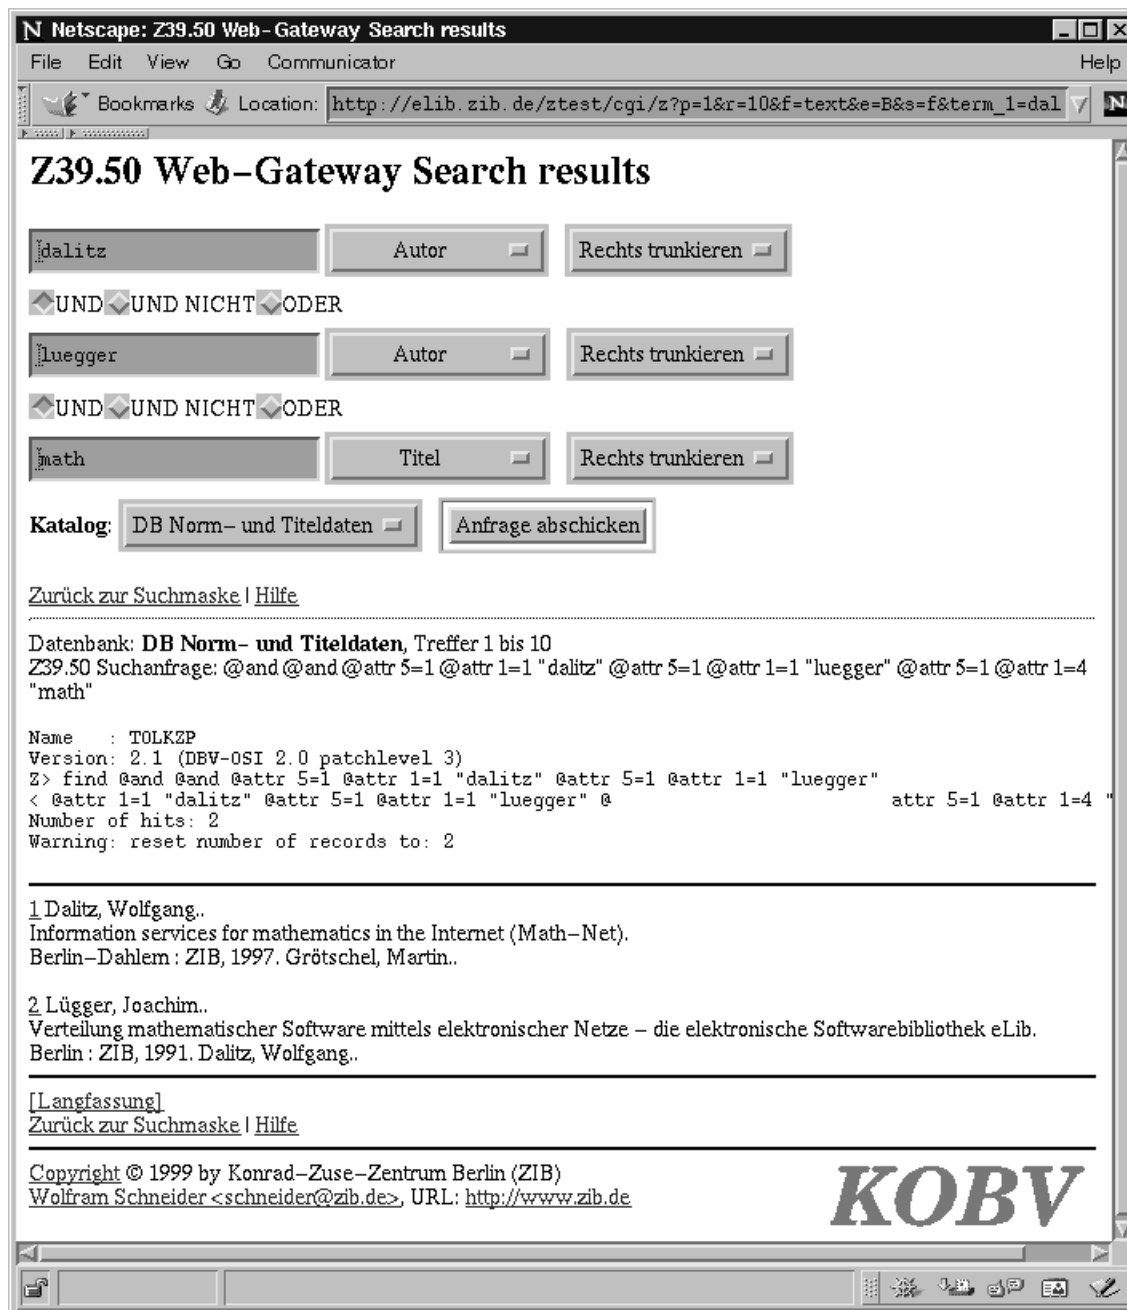 N Netscape: Z39.50 Web-Gateway Search results
File Edit View Go Communicator Help
Bookmarks Location: http://elib.zib.de/ztest/cgi/z?p=1&r=10&f=text&e=B&s=f&term_1=dal N
Z39.50 Web-Gateway Search results
dalitz Autor Rechts trunkieren
UND UND NICHT ODER
luegger Autor Rechts trunkieren
UND UND NICHT ODER
math Titel Rechts trunkieren
Katalog: DB Norm- und Titeldaten Anfrage abschicken
Zurück zur Suchmaske | Hilfe
Datenbank: DB Norm- und Titeldaten, Treffer 1 bis 10
Z39.50 Suchanfrage: @and @and @attr 5=1 @attr 1=1 "dalitz" @attr 5=1 @attr 1=1 "luegger" @attr 5=1 @attr 1=4
"math"
Name : TOLKZP
Version: 2.1 (DBV-OSI 2.0 patchlevel 3)
Z> find @and @and @attr 5=1 @attr 1=1 "dalitz" @attr 5=1 @attr 1=1 "luegger"
< @attr 1=1 "dalitz" @attr 5=1 @attr 1=1 "luegger" @ attr 5=1 @attr 1=4 "
Number of hits: 2
Warning: reset number of records to: 2
1 Dalitz, Wolfgang..
Information services for mathematics in the Internet (Math-Net).
Berlin-Dahlem : ZIB, 1997. Grötschel, Martin..
2 Lügger, Joachim..
Verteilung mathematischer Software mittels elektronischer Netze - die elektronische Softwarebibliothek eLib.
Berlin : ZIB, 1991. Dalitz, Wolfgang..
[Langfassung]
Zurück zur Suchmaske | Hilfe
Copyright © 1999 by Konrad-Zuse-Zentrum Berlin (ZIB)
Wolfram Schneider <schneider@zib.de>, URL: http://www.zib.de
KOBV